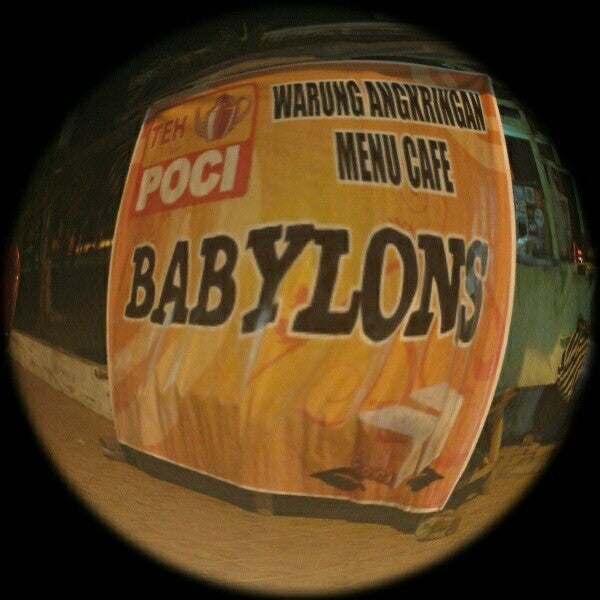 TEH
POCI
WARUNG ANGKRINGAN
MENU CAFE
BABYLONS